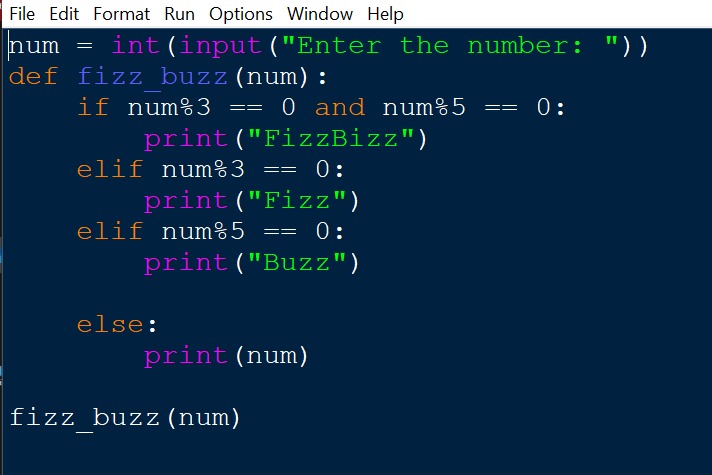 File Edit Format Run Options Window Help
num = int(input("Enter the number: "))
def fizz_buzz(num):
    if num%3 == 0 and num%5 == 0:
        print("FizzBizz")
    elif num%3 == 0:
        print("Fizz")
    elif num%5 == 0:
        print("Buzz")

    else:
        print(num)

fizz_buzz(num)